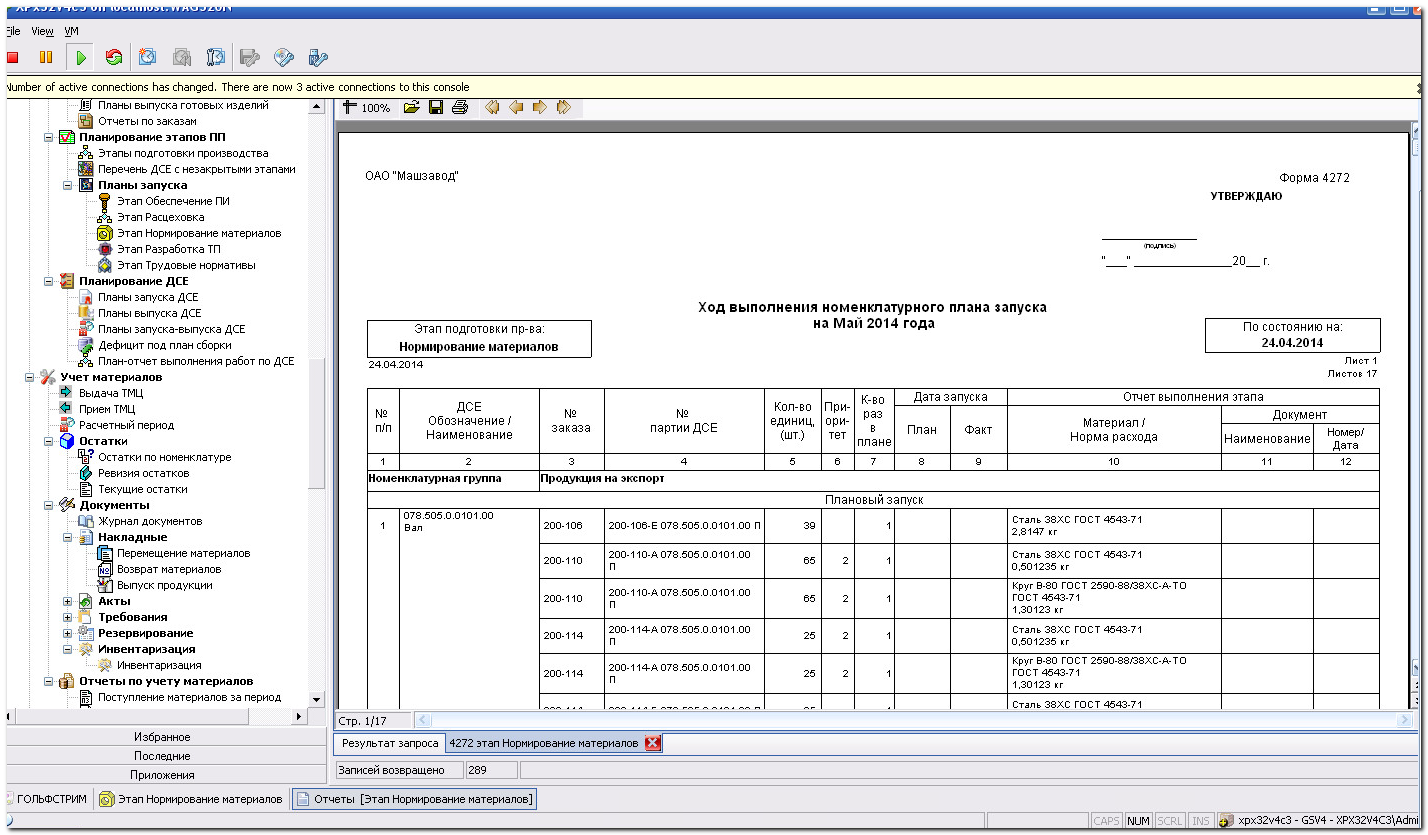 XPX32V4C3 on localhost.WAG320N
File View VM
Number of active connections has changed. There are now 3 active connections to this console
Планы выпуска готовых изделий
Отчеты по заказам
Планирование этапов ПП
Этапы подготовки производства
Перечень ДСЕ с незакрытыми этапами
Планы запуска
Этап Обеспечение ПИ
Этап Расцеховка
Этап Нормирование материалов
Этап Разработка ТП
Этап Трудовые нормативы
Планирование ДСЕ
Планы запуска ДСЕ
Планы выпуска ДСЕ
Планы запуска-выпуска ДСЕ
Дефицит под план сборки
План-отчет выполнения работ по ДСЕ
Учет материалов
Выдача ТМЦ
Прием ТМЦ
Расчетный период
Остатки
Остатки по номенклатуре
Ревизия остатков
Текущие остатки
Документы
Журнал документов
Накладные
Перемещение материалов
Возврат материалов
Выпуск продукции
Акты
Требования
Резервирование
Инвентаризация
Инвентаризация
Отчеты по учету материалов
Поступление материалов за период
Избранное
Последние
Приложения
100%
ОАО "Машзавод"
Форма 4272
УТВЕРЖДАЮ
(подпись)
"___" ______________20__ г.
Ход выполнения номенклатурного плана запуска
на Май 2014 года
Этап подготовки пр-ва:
Нормирование материалов
24.04.2014
По состоянию на:
24.04.2014
Лист 1
Листов 17
№ п/п
ДСЕ Обозначение / Наименование
№ заказа
№ партии ДСЕ
Кол-во единиц, (шт.)
При-ори-тет
К-во раз в плане
Дата запуска
План Факт
Отчет выполнения этапа
Материал / Норма расхода
Документ
Наименование
Номер/ Дата
1 2 3 4 5 6 7 8 9 10 11 12
Номенклатурная группа Продукция на экспорт
Плановый запуск
1 078.505.0.0101.00
Вал
200-106 200-106-Е 078.505.0.0101.00 П 39 1 Сталь 38ХС ГОСТ 4543-71
2,8147 кг
200-110 200-110-А 078.505.0.0101.00 П 65 2 1 Сталь 38ХС ГОСТ 4543-71
0,501235 кг
200-110 200-110-А 078.505.0.0101.00 П 65 2 1 Круг В-80 ГОСТ 2590-88/38ХС-А-ТО
ГОСТ 4543-71
1,30123 кг
200-114 200-114-А 078.505.0.0101.00 П 25 2 1 Сталь 38ХС ГОСТ 4543-71
0,501235 кг
200-114 200-114-А 078.505.0.0101.00 П 25 2 1 Круг В-80 ГОСТ 2590-88/38ХС-А-ТО
ГОСТ 4543-71
1,30123 кг
Сталь 38ХС ГОСТ 4543-71
Стр. 1/17
Результат запроса 4272 этап Нормирование материалов
Записей возвращено 289
ГОЛЬФСТРИМ Этап Нормирование материалов Отчеты [Этап Нормирование материалов]
CAPS NUM SCRL INS xpx32v4c3 - GSV4 - XPX32V4C3\Admi